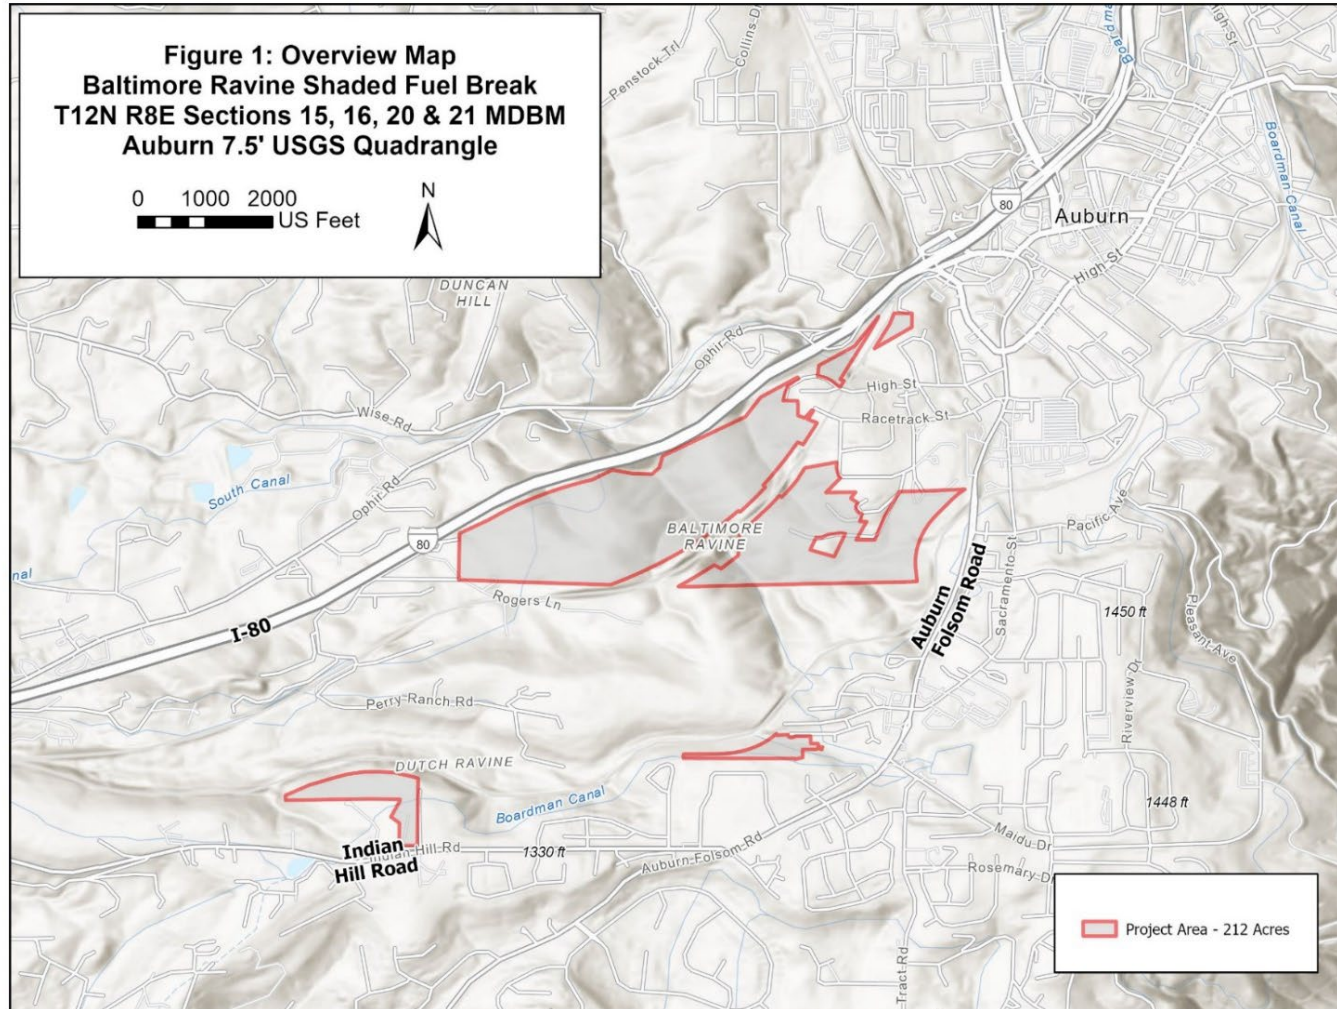 Figure 1: Overview Map
Baltimore Ravine Shaded Fuel Break
T12N R8E Sections 15, 16, 20 & 21 MDBM
Auburn 7.5' USGS Quadrangle
0 1000 2000
US Feet
N
Collins Dr
Penstock Trl
Board
High-St
Boardman Canal
80
Auburn
High St
DUNCAN
HILL
Ophir Rd
High St
Racetrack St
Wise Rd
South Canal
Ophir Rd
80
BALTIMORE
RAVINE
Pacific Ave
nal
Rogers Ln
Auburn
Folsom Road
Sacramento St
1450 ft
Pleasant Ave
I-80
Perry Ranch Rd
Riverview Dr
DUTCH RAVINE
Boardman Canal
1448 ft
Indian
Hill Road
Indian Hill Rd
1330 ft
Auburn Folsom Rd
Maidu Dr
Rosemary D
Tract Rd
Project Area - 212 Acres